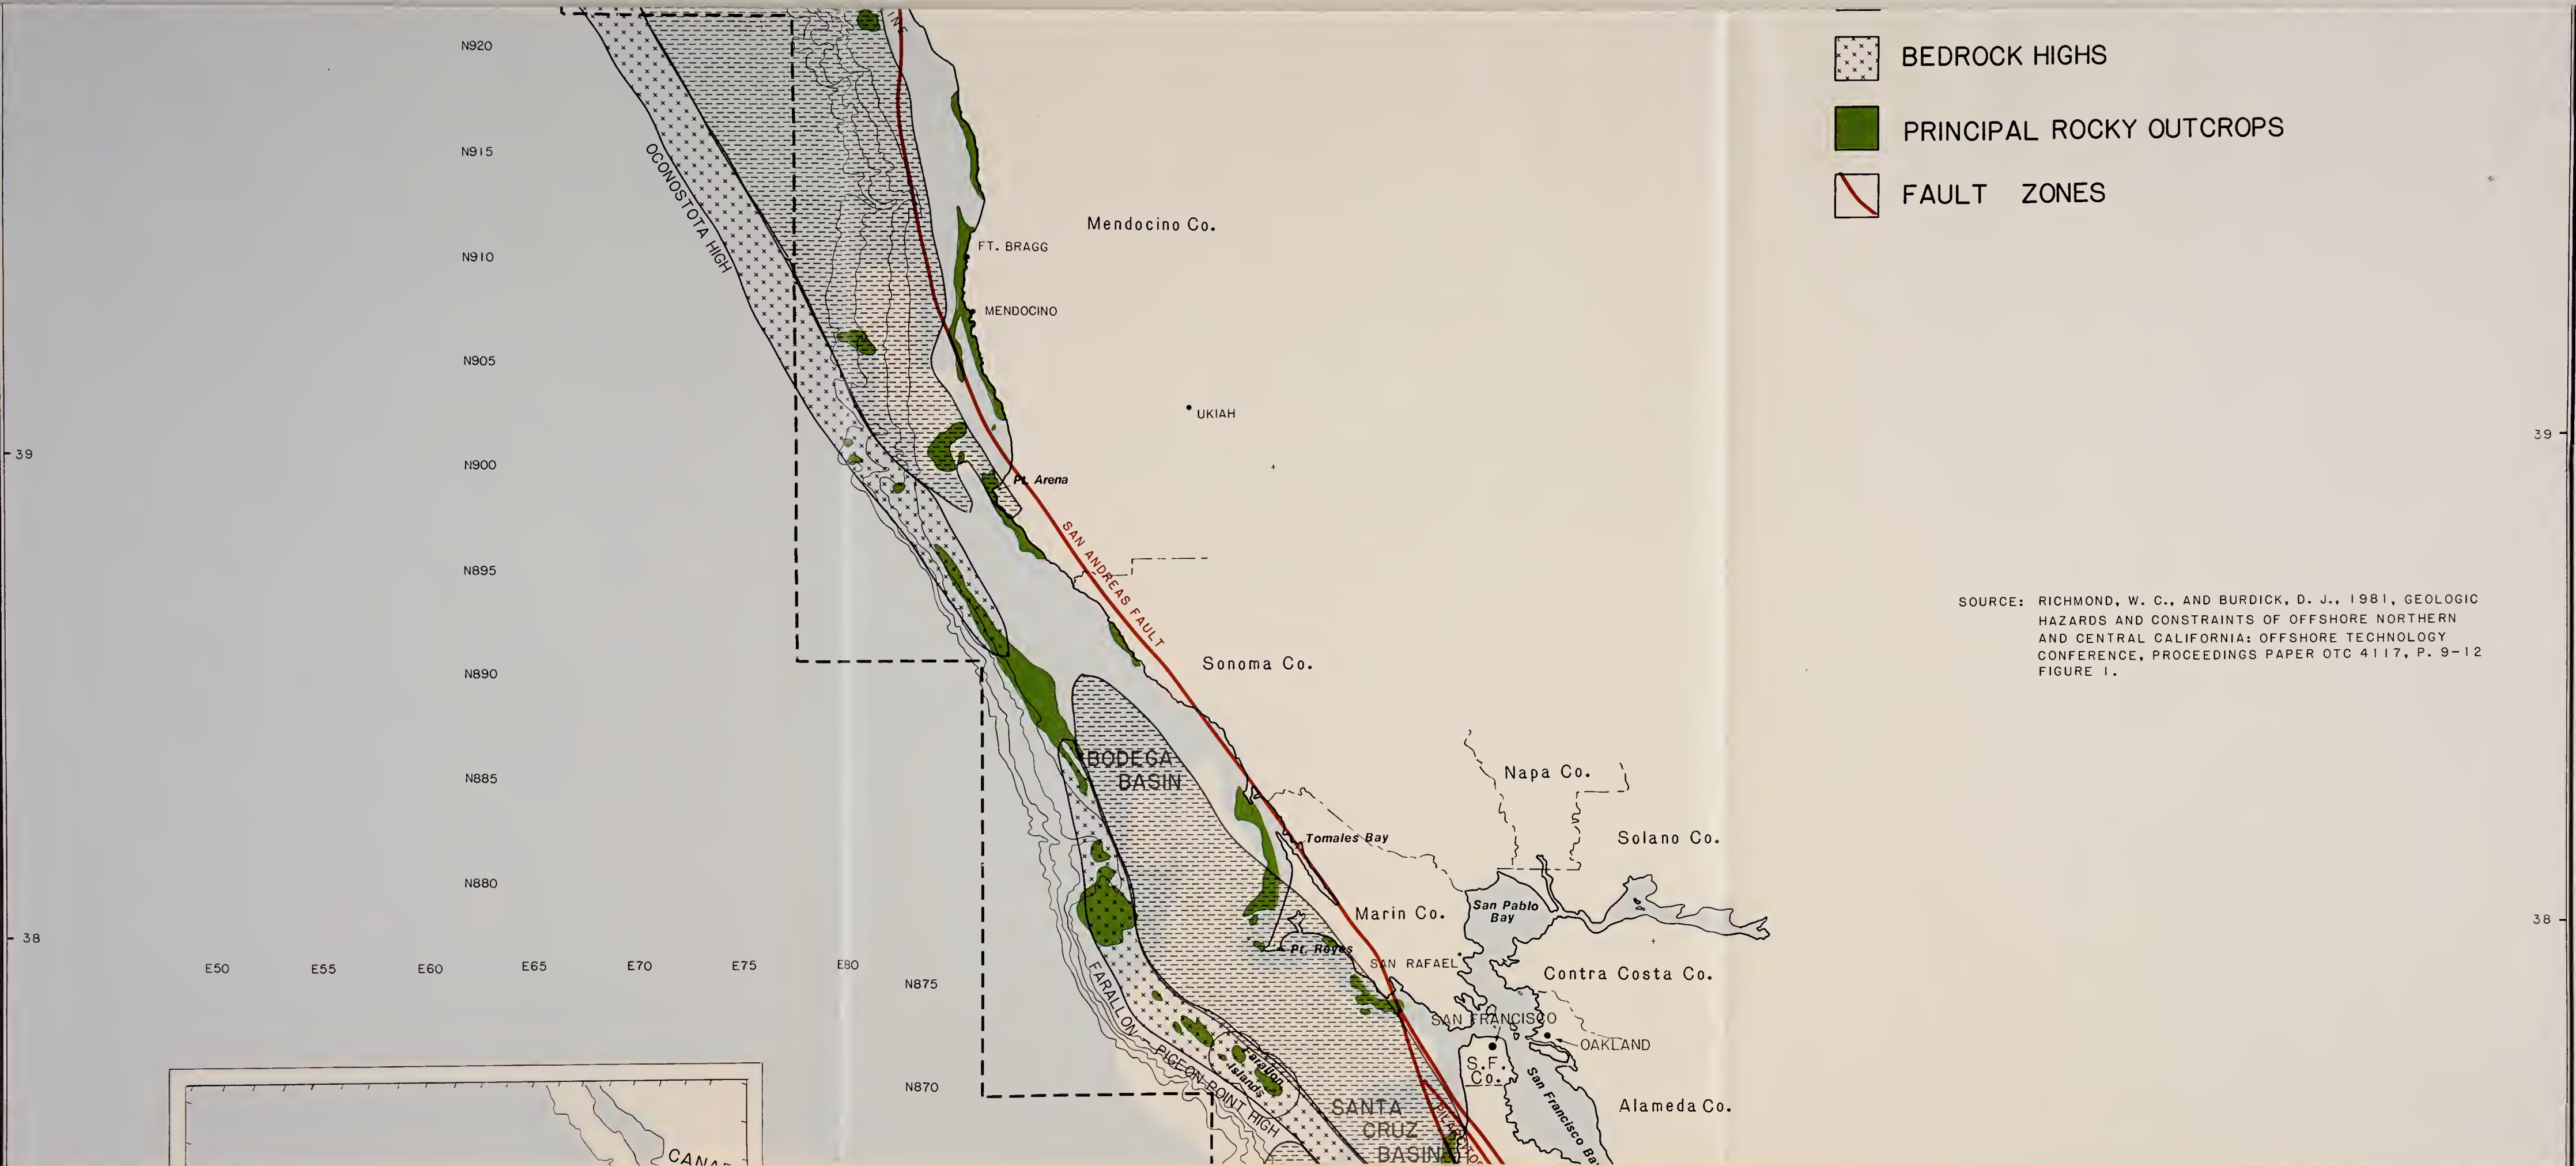 BEDROCK HIGHS
PRINCIPAL ROCKY OUTCROPS
FAULT ZONES
N920
N915
N910
N905
N900
N895
N890
N885
N880
N875
N870
OCONOSTOTA HIGH
Mendocino Co.
FT. BRAGG
MENDOCINO
UKIAH
39
39
Pt. Arena
SAN ANDREAS FAULT
SOURCE: RICHMOND, W. C., AND BURDICK, D. J., 1981, GEOLOGIC
HAZARDS AND CONSTRAINTS OF OFFSHORE NORTHERN
AND CENTRAL CALIFORNIA: OFFSHORE TECHNOLOGY
CONFERENCE, PROCEEDINGS PAPER OTC 4117, P. 9-12
FIGURE 1.
Sonoma Co.
BODEGA
BASIN
Napa Co.
Solano Co.
Tomales Bay
Marin Co.
San Pablo
Bay
38
38
Pt. Reyes
SAN RAFAEL
Contra Costa Co.
E50
E55
E60
E65
E70
E75
E80
FARALLON - PIGEON POINT HIGH
SAN FRANCISCO
OAKLAND
Farallon
Islands
S.F.
Co.
San Francisco Ba
Alameda Co.
SANTA
CRUZ
BASIN